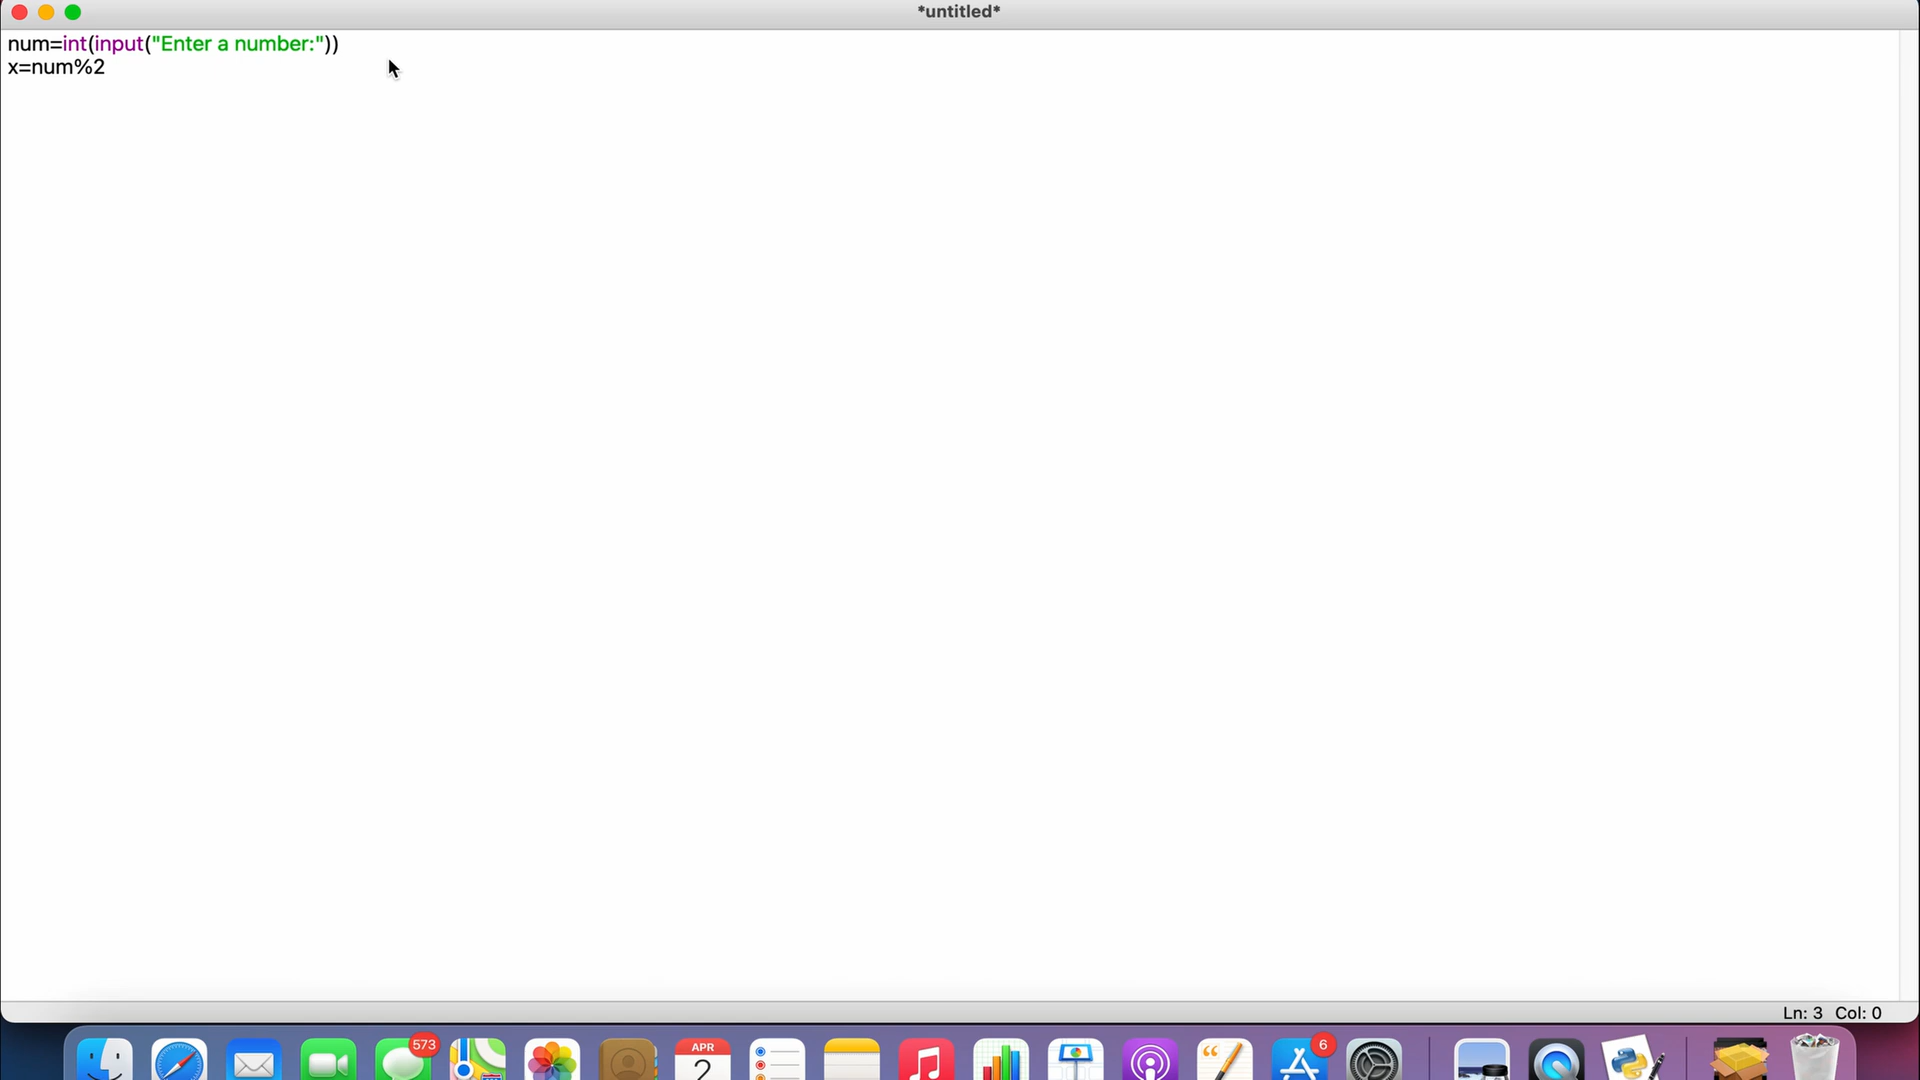 *untitled*
num=int(input("Enter a number:"))
x=num%2
Ln: 3 Col: 0
573
APR
2
6